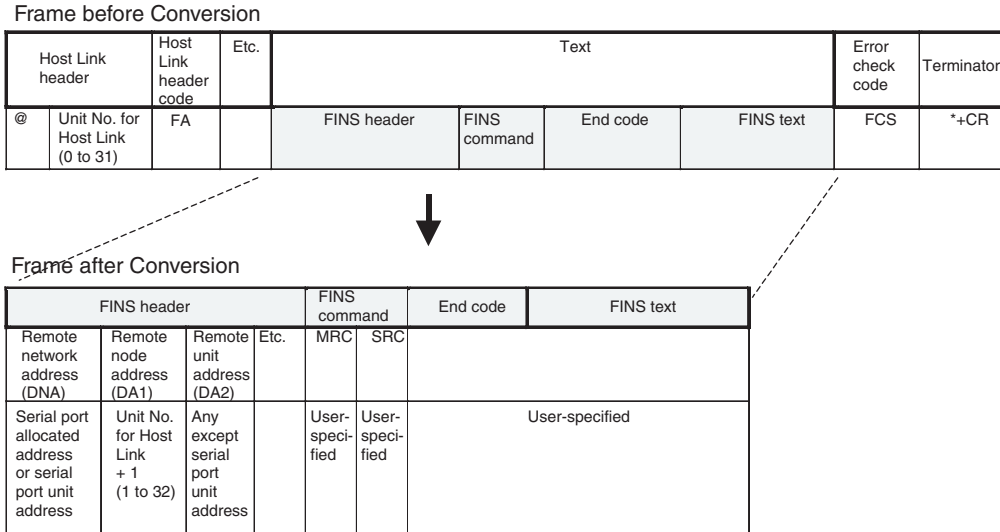 Frame before Conversion
Host Link header
Host Link header code
Etc.
Text
Error check code
Terminator
@
Unit No. for Host Link (0 to 31)
FA
FINS header
FINS command
End code
FINS text
FCS
*+CR
Frame after Conversion
FINS header
FINS command
End code
FINS text
Remote network address (DNA)
Remote node address (DA1)
Remote unit address (DA2)
Etc.
MRC
SRC
Serial port allocated address or serial port unit address
Unit No. for Host Link + 1 (1 to 32)
Any except serial port unit address
User-speci-fied
User-speci-fied
User-specified